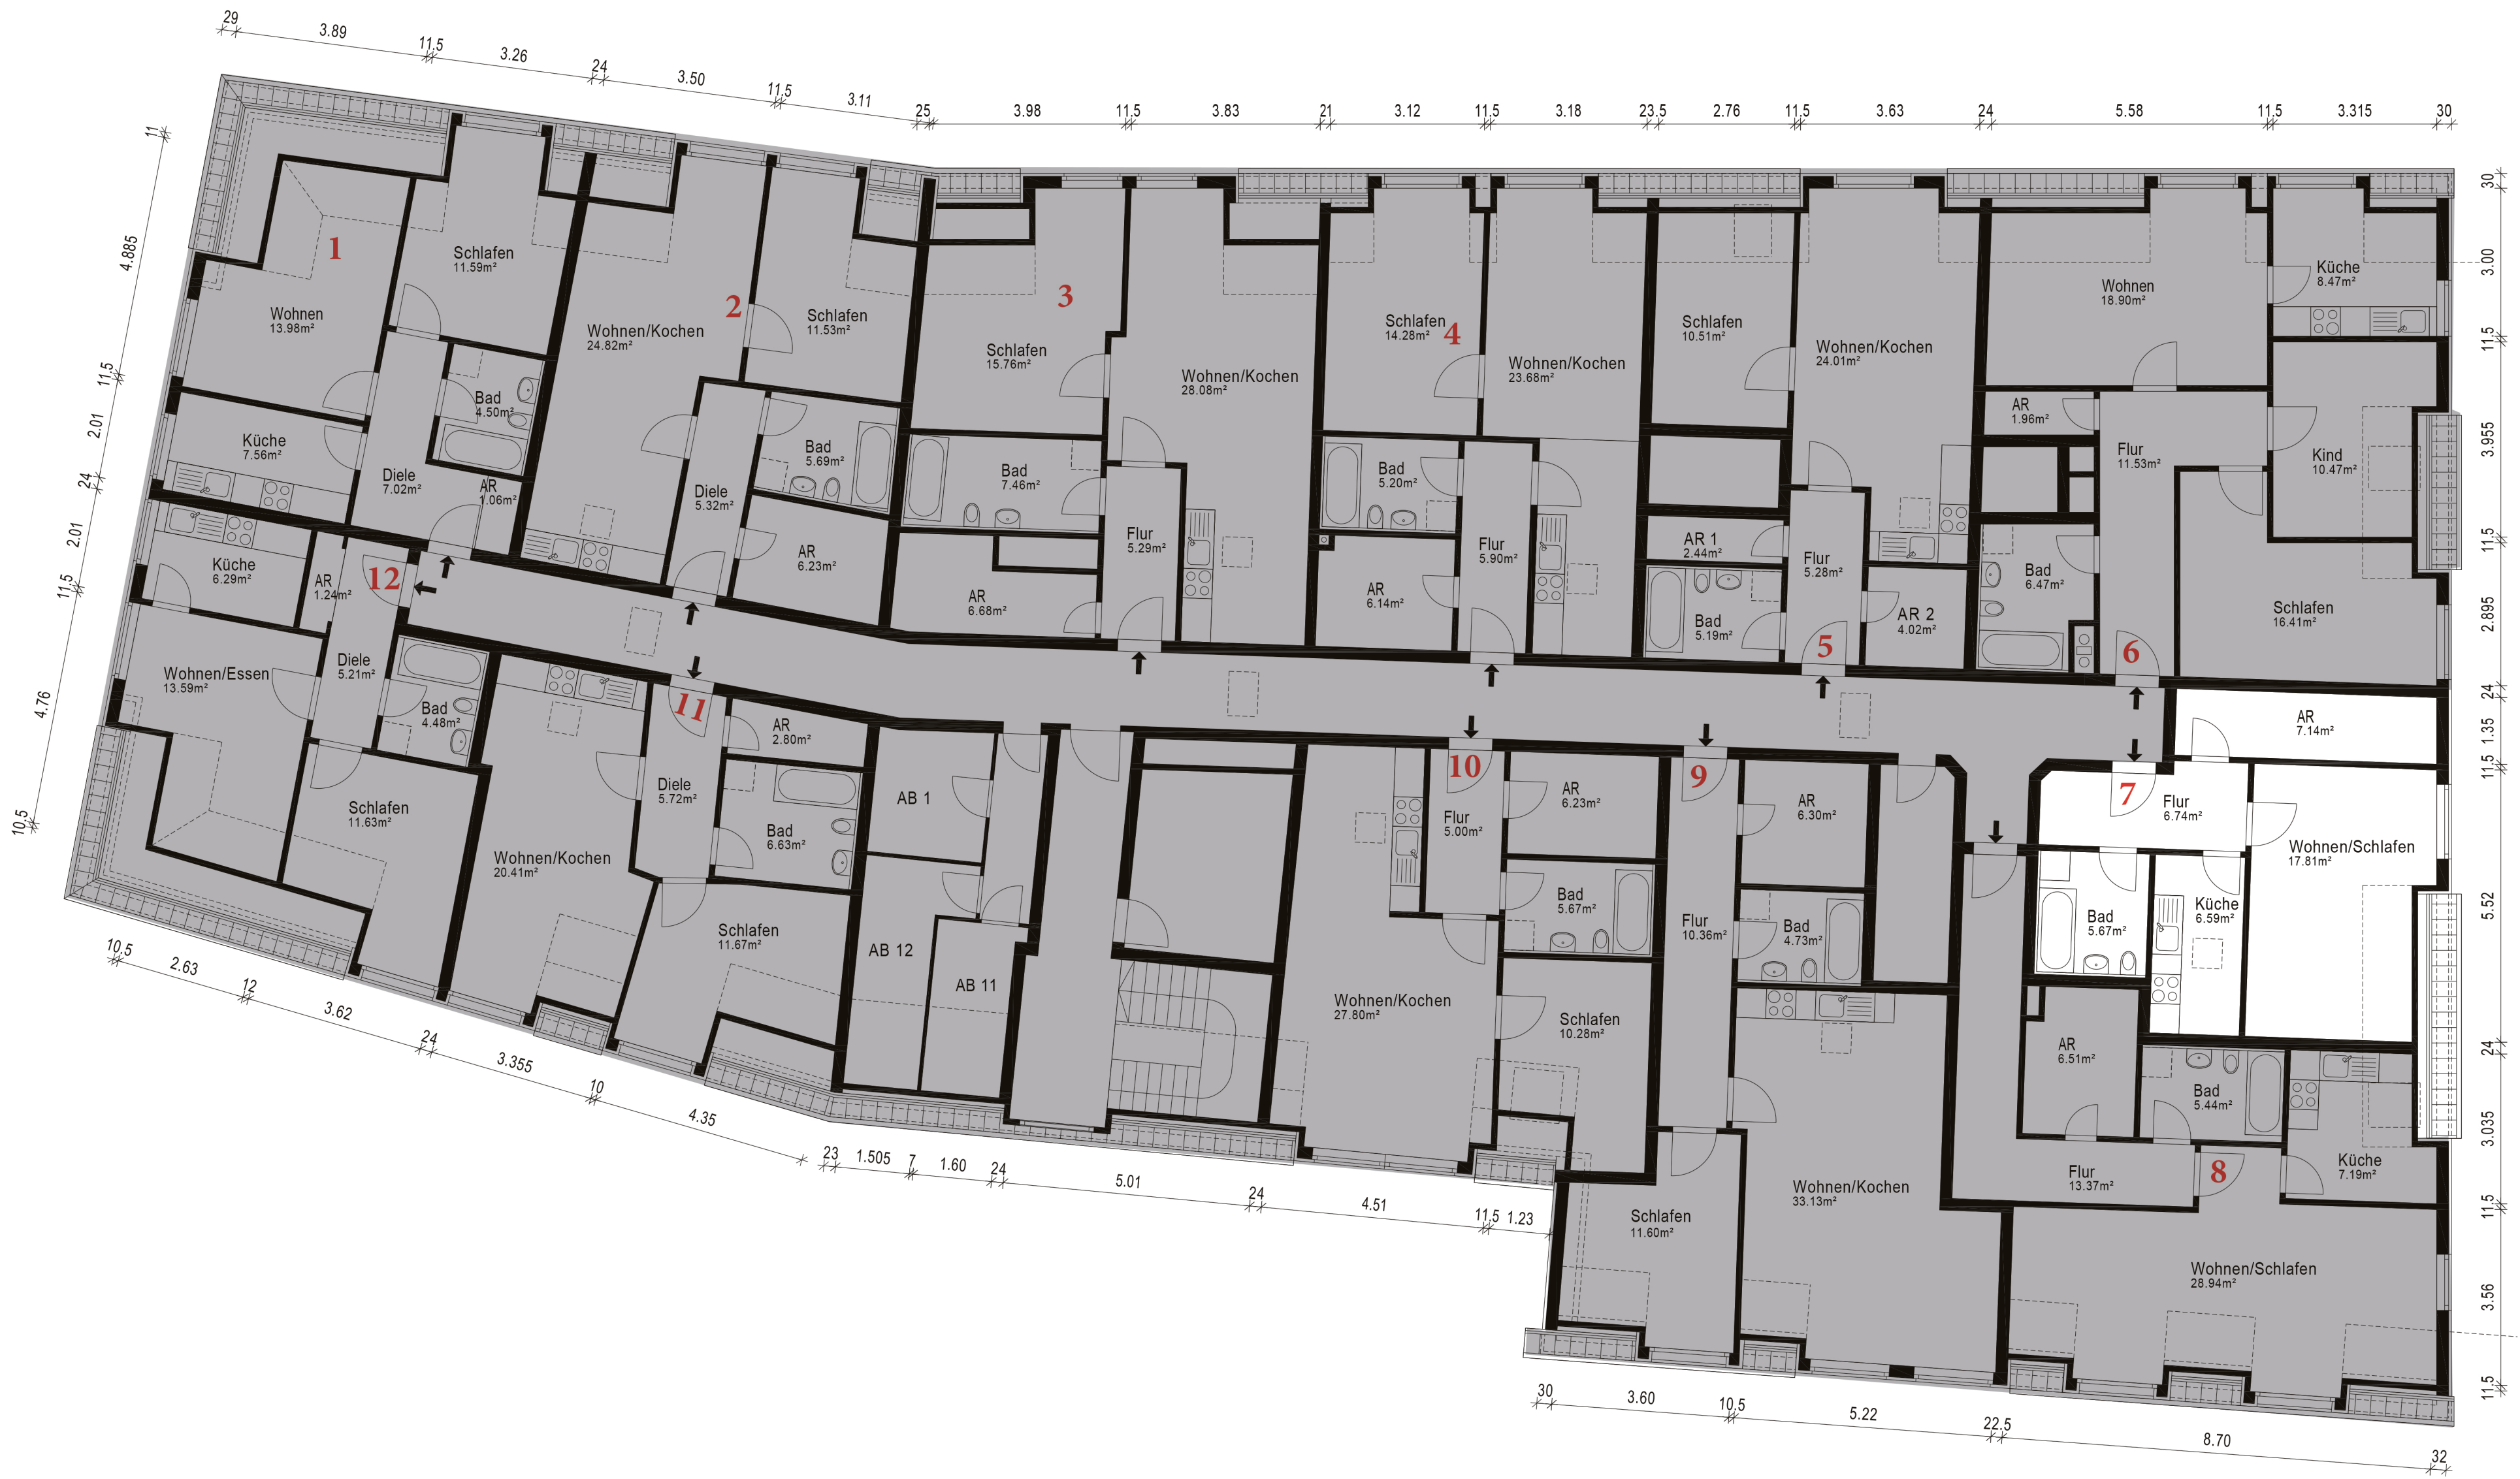 29
3.89
11.5
3.26
24
3.50
11.5
3.11
25
3.98
11.5
3.83
21
3.12
11.5
3.18
23.5
2.76
11.5
3.63
24
5.58
11.5
3.315
30
11
4.885
11.5
2.01
24
2.01
11.5
4.76
10.5
1
Wohnen
13.98m²
Schlafen
11.59m²
Küche
7.56m²
Diele
7.02m²
Bad
4.50m²
AR
1.06m²
2
Wohnen/Kochen
24.82m²
Schlafen
11.53m²
Diele
5.32m²
Bad
5.69m²
AR
6.23m²
3
Schlafen
15.76m²
Wohnen/Kochen
28.08m²
Bad
7.46m²
Flur
5.29m²
AR
6.68m²
4
Schlafen
14.28m²
Wohnen/Kochen
23.68m²
Bad
5.20m²
Flur
5.90m²
AR
6.14m²
Schlafen
10.51m²
Wohnen/Kochen
24.01m²
AR 1
2.44m²
Flur
5.28m²
Bad
5.19m²
AR 2
4.02m²
5
Wohnen
18.90m²
Küche
8.47m²
AR
1.96m²
Flur
11.53m²
Kind
10.47m²
Bad
6.47m²
Schlafen
16.41m²
6
12
Küche
6.29m²
AR
1.24m²
Wohnen/Essen
13.59m²
Diele
5.21m²
Bad
4.48m²
Schlafen
11.63m²
11
Wohnen/Kochen
20.41m²
Diele
5.72m²
AR
2.80m²
Bad
6.63m²
Schlafen
11.67m²
AB 1
AB 12
AB 11
10
Flur
5.00m²
AR
6.23m²
Bad
5.67m²
Wohnen/Kochen
27.80m²
Schlafen
10.28m²
9
AR
6.30m²
Flur
10.36m²
Bad
4.73m²
Wohnen/Kochen
33.13m²
Schlafen
11.60m²
AR
7.14m²
7
Flur
6.74m²
Wohnen/Schlafen
17.81m²
Bad
5.67m²
Küche
6.59m²
AR
6.51m²
Bad
5.44m²
Küche
7.19m²
Flur
13.37m²
8
Wohnen/Schlafen
28.94m²
30
3.00
11.5
3.955
11.5
2.895
24
1.35
11.5
5.52
24
3.035
11.5
3.56
11.5
10.5
2.63
12
3.62
24
3.355
10
4.35
23
1.505
7
1.60
24
5.01
24
4.51
11.5
1.23
30
3.60
10.5
5.22
22.5
8.70
32